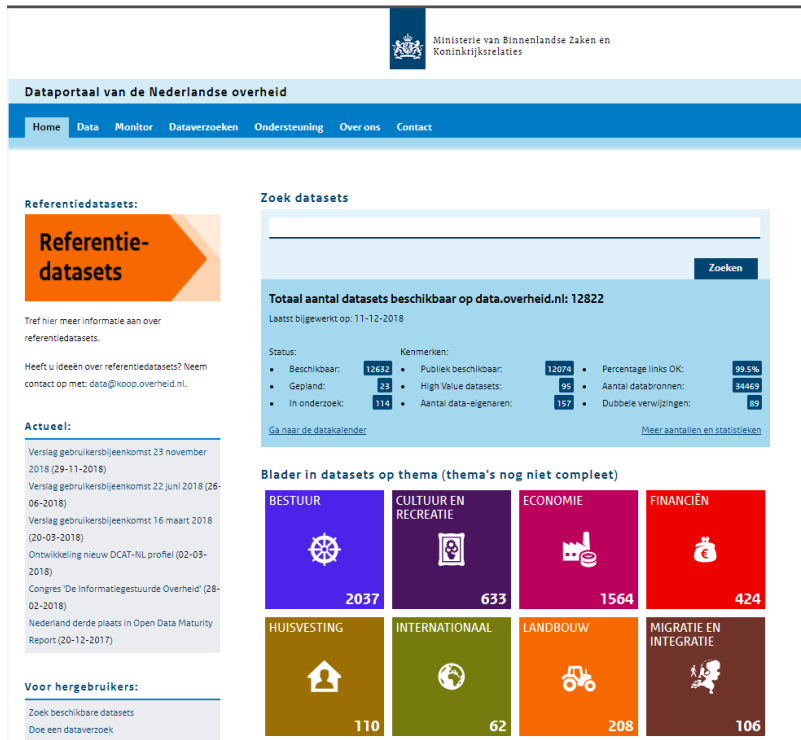 Ministerie van Binnenlandse Zaken en
Koninkrijksrelaties
Dataportaal van de Nederlandse overheid
Home Data Monitor Dataverzoeken Ondersteuning Over ons Contact
Referentiedatasets:
Referentie-
datasets
Tref hier meer informatie aan over
referentiedatasets.
Heeft u ideeën over referentiedatasets? Neem
contact op met: data@koop.overheid.nl.
Actueel:
Verslag gebruikersbijeenkomst 23 november
2018 (29-11-2018)
Verslag gebruikersbijeenkomst 22 juni 2018 (26-
06-2018)
Verslag gebruikersbijeenkomst 16 maart 2018
(20-03-2018)
Ontwikkeling nieuw DCAT-NL profiel (02-03-
2018)
Congres 'De Informatiegestuurde Overheid' (28-
02-2018)
Nederland derde plaats in Open Data Maturity
Report (20-12-2017)
Voor hergebruikers:
Zoek beschikbare datasets
Doe een dataverzoek
Zoek datasets
Zoeken
Totaal aantal datasets beschikbaar op data.overheid.nl: 12822
Laatst bijgewerkt op: 11-12-2018
Status:
• Beschikbaar: 12632
• Gepland: 23
• In onderzoek: 114
Kenmerken:
• Publiek beschikbaar: 12074
• High Value datasets: 95
• Aantal data-eigenaren: 157
• Percentage links OK: 99.5%
• Aantal databronnen: 34469
• Dubbele verwijzingen: 89
Ga naar de datakalender
Meer aantallen en statistieken
Blader in datasets op thema (thema's nog niet compleet)
BESTUUR
2037
CULTUUR EN
RECREATIE
633
ECONOMIE
1564
FINANCIËN
€
424
HUISVESTING
110
INTERNATIONAAL
62
LANDBOUW
208
MIGRATIE EN
INTEGRATIE
106